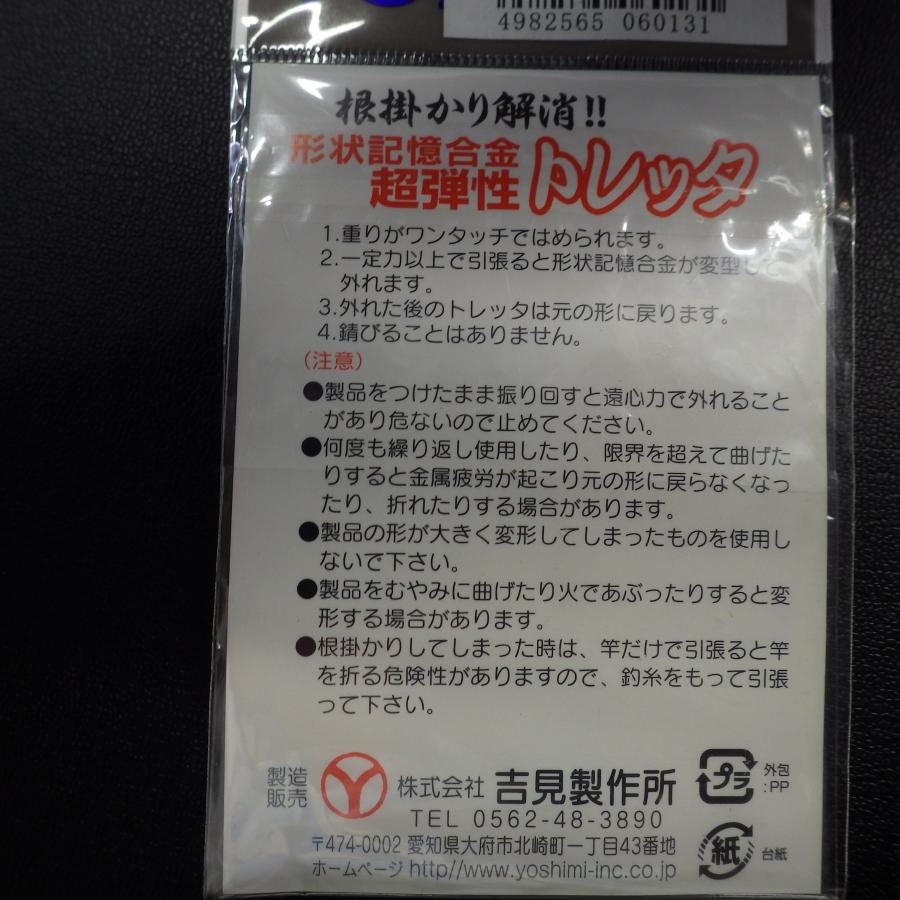 4982565 060131
根掛かり解消!!
形状記憶合金
超弾性 トレッタ
1.重りがワンタッチではめられます。
2.一定力以上で引張ると形状記憶合金が変型して
外れます。
3.外れた後のトレッタは元の形に戻ります。
4.錆びることはありません。
(注意)
●製品をつけたまま振り回すと遠心力で外れること
があり危ないので止めてください。
●何度も繰り返し使用したり、限界を超えて曲げた
りすると金属疲労が起こり元の形に戻らなくなっ
たり、折れたりする場合があります。
●製品の形が大きく変形してしまったものを使用し
ないで下さい。
●製品をむやみに曲げたり火であぶったりすると変
形する場合があります。
●根掛かりしてしまった時は、竿だけで引張ると竿
を折る危険性がありますので、釣糸をもって引張
って下さい。
製造
販売
株式会社 吉見製作所
TEL 0562-48-3890
〒474-0002 愛知県大府市北崎町一丁目43番地
ホームページ http//www.yoshimi-inc.co.jp
プラ
外包
:PP
紙
台紙